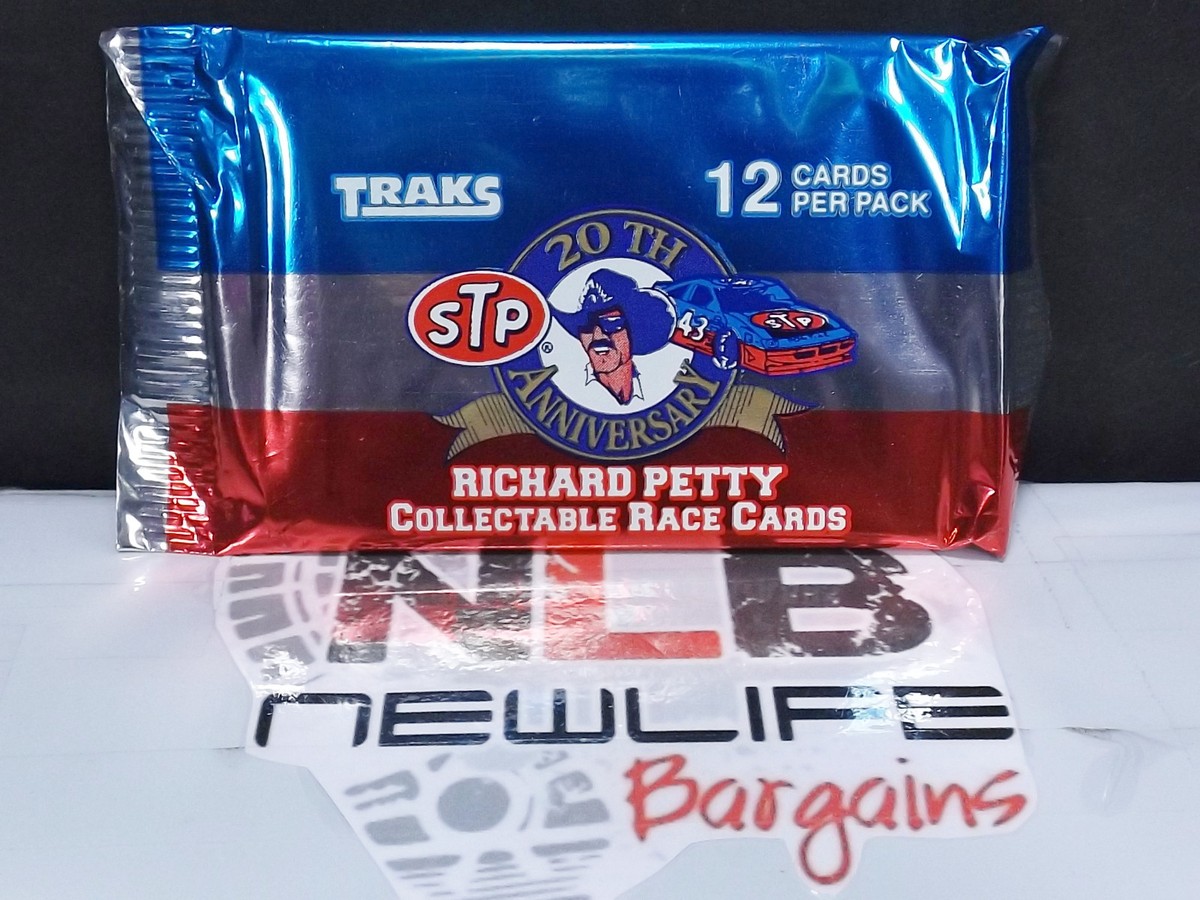 TRAKS
12 CARDS
PER PACK
20 TH
STP
®
43
STP
ANNIVERSARY
RICHARD PETTY
COLLECTABLE RACE CARDS
NLB
NEWLIFE
Bargains